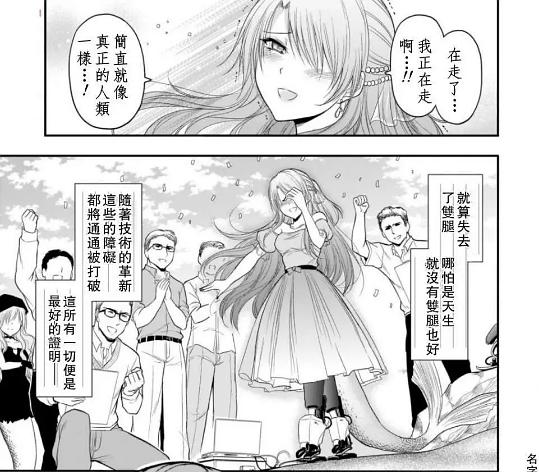 在走了⋯
我正在走
啊⋯!!
簡直就像
真正的人類
一樣⋯!
就算失去
了雙腿
哪怕是天生
就沒有雙腿也好
隨著技術的革新
這些的障礙
都將通通被打破
這所有一切便是
最好的證明